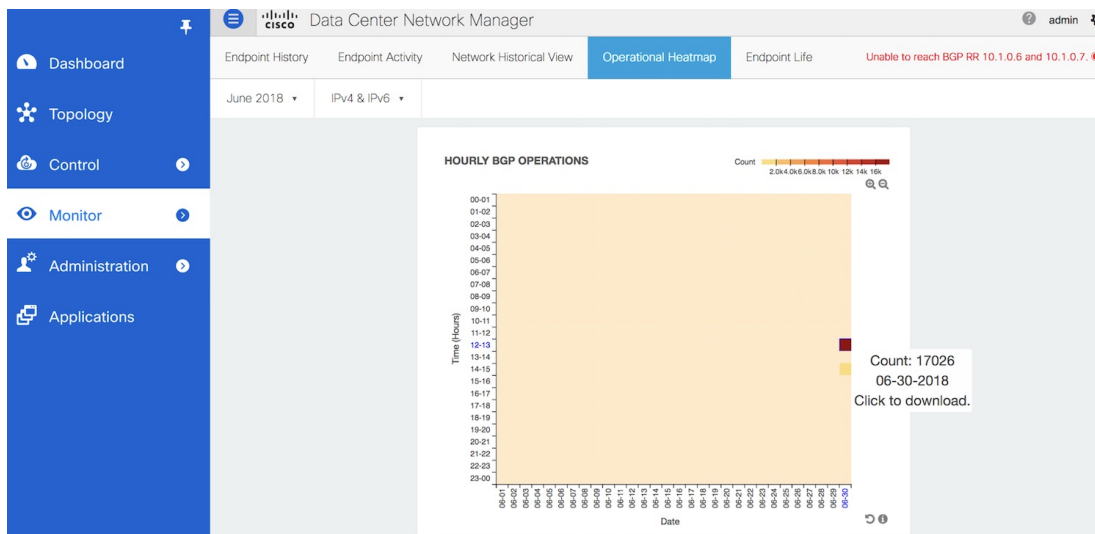 cisco Data Center Network Manager
admin
Dashboard
Topology
Control
Monitor
Administration
Applications
Endpoint History Endpoint Activity Network Historical View Operational Heatmap Endpoint Life
Unable to reach BGP RR 10.1.0.6 and 10.1.0.7.
June 2018 IPv4 & IPv6
HOURLY BGP OPERATIONS
Count
2.0k4.0k6.0k8.0k 10k 12k 14k 16k
Time (Hours)
00-01
01-02
02-03
03-04
04-05
05-06
06-07
07-08
08-09
09-10
10-11
11-12
12-13
13-14
14-15
15-16
16-17
17-18
18-19
19-20
20-21
21-22
22-23
23-00
Count: 17026
06-30-2018
Click to download.
06-01 06-02 06-03 06-04 06-05 06-06 06-07 06-08 06-09 06-10 06-11 06-12 06-13 06-14 06-15 06-16 06-17 06-18 06-19 06-20 06-21 06-22 06-23 06-24 06-25 06-26 06-27 06-28 06-29 06-30
Date